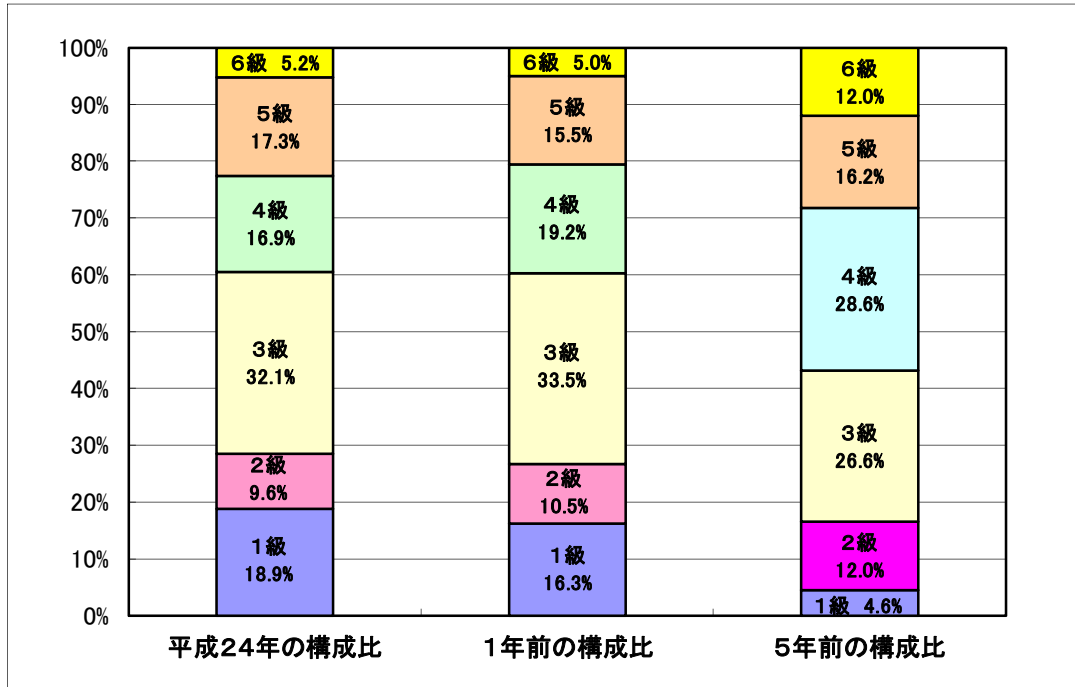 100%
90%
80%
70%
60%
50%
40%
30%
20%
10%
0%
6級 5.2%
5級
17.3%
4級
16.9%
3級
32.1%
2級
9.6%
1級
18.9%
平成24年の構成比
6級 5.0%
5級
15.5%
4級
19.2%
3級
33.5%
2級
10.5%
1級
16.3%
1年前の構成比
6級
12.0%
5級
16.2%
4級
28.6%
3級
26.6%
2級
12.0%
1級 4.6%
5年前の構成比